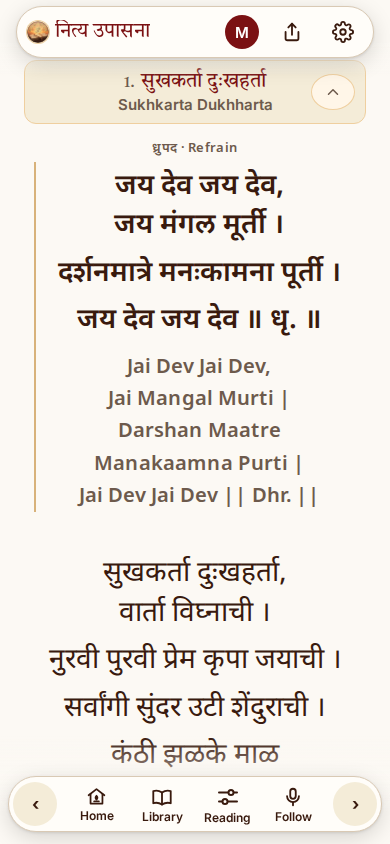 नित्य उपासना
M
1. सुखकर्ता दुःखहर्ता
Sukhkarta Dukhharta
ध्रुपद · Refrain
जय देव जय देव,
जय मंगल मूर्ती ।
दर्शनमात्रे मनःकामना पूर्ती ।
जय देव जय देव ॥ धृ. ॥
Jai Dev Jai Dev,
Jai Mangal Murti |
Darshan Maatre
Manakaamna Purti |
Jai Dev Jai Dev || Dhr. ||
सुखकर्ता दुःखहर्ता,
वार्ता विघ्नाची ।
नुरवी पुरवी प्रेम कृपा जयाची ।
सर्वांगी सुंदर उटी शेंदुराची ।
कंठी झळके माळ
‹
Home
Library
Reading
Follow
›